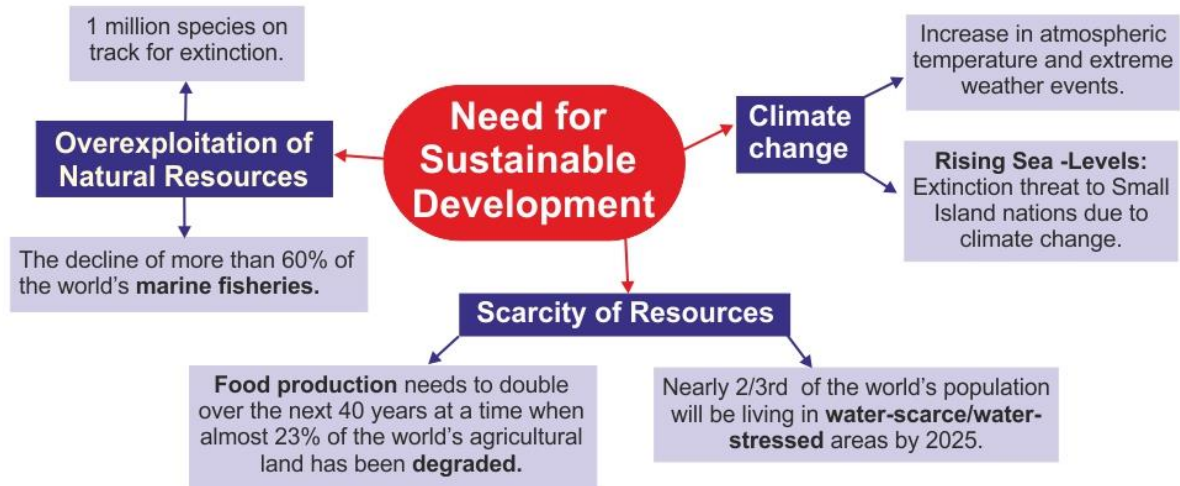 1 million species on
track for extinction.
Overexploitation of
Natural Resources
The decline of more than 60% of
the world's marine fisheries.
Need for
Sustainable
Development
Climate
change
Increase in atmospheric
temperature and extreme
weather events.
Rising Sea -Levels:
Extinction threat to Small
Island nations due to
climate change.
Scarcity of Resources
Food production needs to double
over the next 40 years at a time when
almost 23% of the world's agricultural
land has been degraded.
Nearly 2/3rd of the world's population
will be living in water-scarce/water-
stressed areas by 2025.